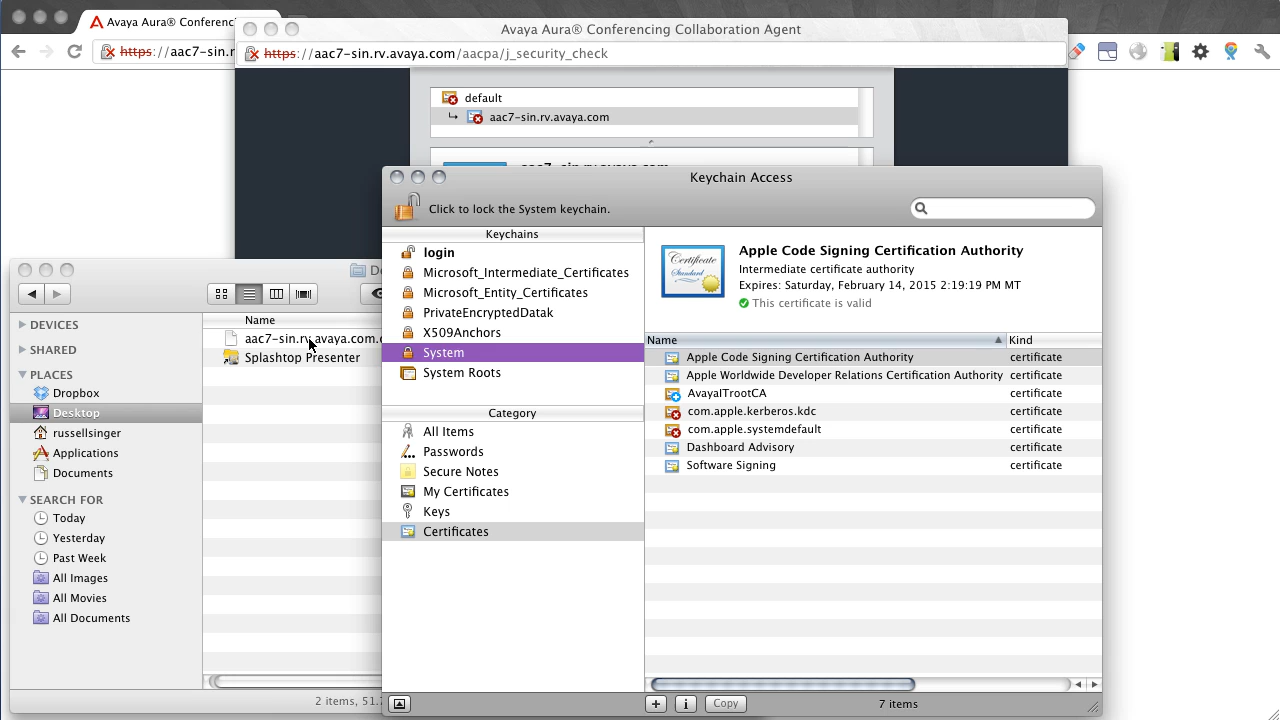 Avaya Aura® Conferenc
Avaya Aura® Conferencing Collaboration Agent
https://aac7-sin.r
https://aac7-sin.rv.avaya.com/aacpa/j_security_check
default
aac7-sin.rv.avaya.com
Keychain Access
Click to lock the System keychain.
Keychains
login
Microsoft_Intermediate_Certificates
Microsoft_Entity_Certificates
PrivateEncryptedDatak
X509Anchors
System
System Roots
Category
All Items
Passwords
Secure Notes
My Certificates
Keys
Certificates
Certificate
Standard
Apple Code Signing Certification Authority
Intermediate certificate authority
Expires: Saturday, February 14, 2015 2:19:19 PM MT
This certificate is valid
Name Kind
Apple Code Signing Certification Authority certificate
Apple Worldwide Developer Relations Certification Authority certificate
AvayaITrootCA certificate
com.apple.kerberos.kdc certificate
com.apple.systemdefault certificate
Dashboard Advisory certificate
Software Signing certificate
Copy
7 items
De
DEVICES
SHARED
PLACES
Dropbox
Desktop
russellsinger
Applications
Documents
SEARCH FOR
Today
Yesterday
Past Week
All Images
All Movies
All Documents
Name
aac7-sin.rv.avaya.com.c
Splashtop Presenter
2 items, 51.7